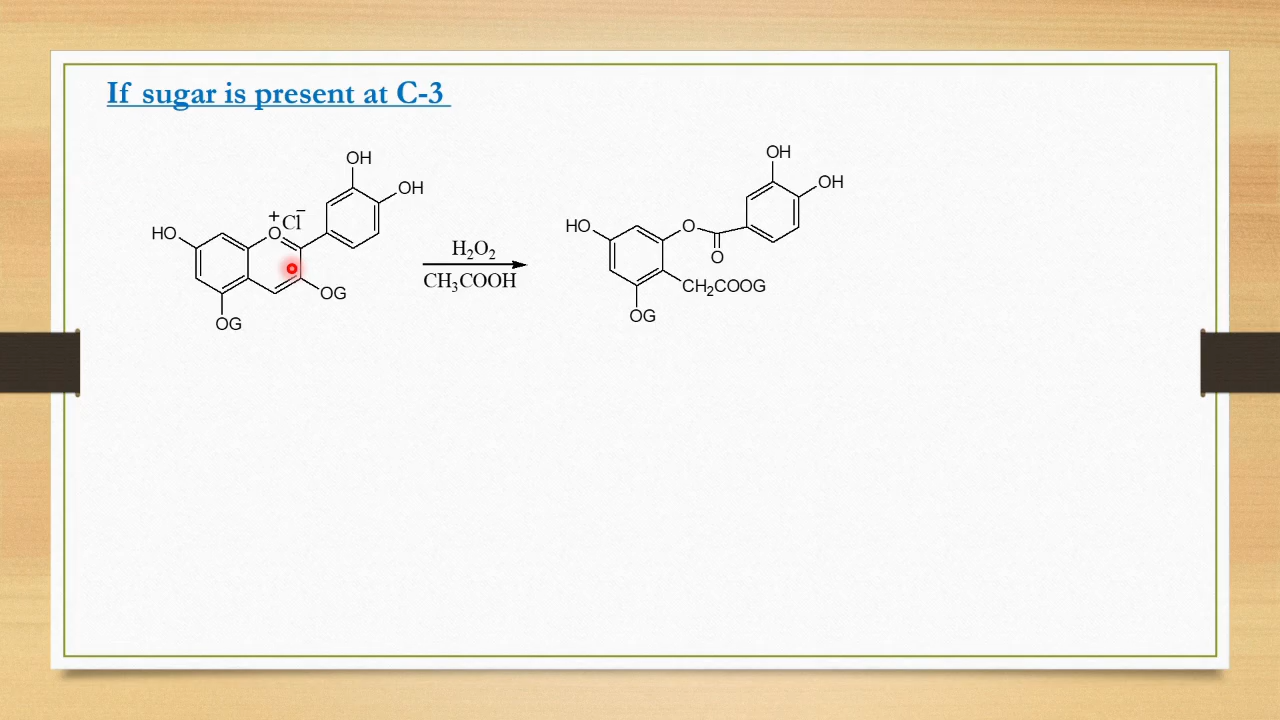 If sugar is present at C-3
OH
OH
HO
+
Cl−
O
OG
OG
H2O2
CH3COOH
OH
OH
HO
O
O
CH2COOG
OG